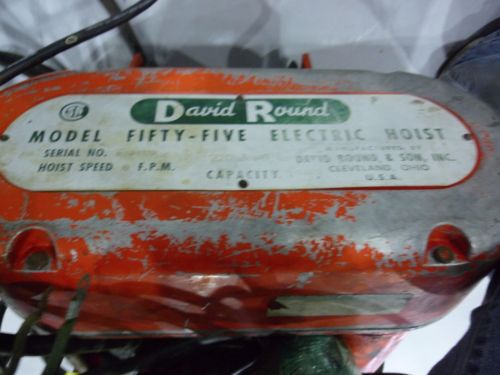 David Round
MODEL FIFTY-FIVE ELECTRIC HOIST
SERIAL NO.
MANUFACTURED BY
HOIST SPEED F.P.M.
CAPACITY
DAVID ROUND & SON, INC.
CLEVELAND, OHIO
U.S.A.